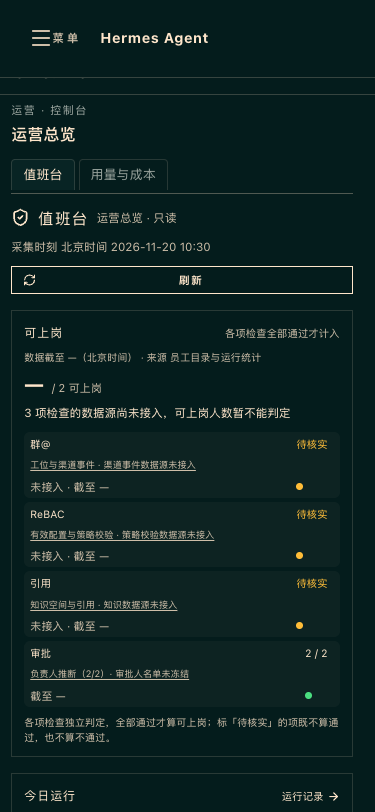 菜单 Hermes Agent
运营 · 控制台
运营总览
值班台 用量与成本
值班台 运营总览 · 只读
采集时刻 北京时间 2026-11-20 10:30
刷新
可上岗 各项检查全部通过才计入
数据截至 —（北京时间） · 来源 员工目录与运行统计
— / 2 可上岗
3 项检查的数据源尚未接入，可上岗人数暂不能判定
群@ 待核实
工位与渠道事件 · 渠道事件数据源未接入
未接入 · 截至 —
ReBAC 待核实
有效配置与策略校验 · 策略校验数据源未接入
未接入 · 截至 —
引用 待核实
知识空间与引用 · 知识数据源未接入
未接入 · 截至 —
审批 2 / 2
负责人推断（2/2） · 审批人名单未冻结
截至 —
各项检查独立判定，全部通过才算可上岗；标「待核实」的项既不算通
过，也不算不通过。
今日运行 运行记录 →